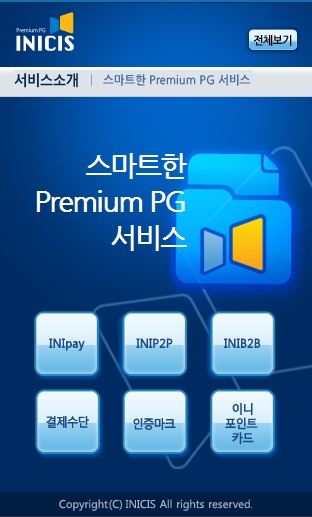 Premium PG
INICIS
전체보기
서비스소개 | 스마트한 Premium PG 서비스
스마트한
Premium PG
서비스
INIpay
INIP2P
INIB2B
결제수단
인증마크
이니
포인트
카드
Copyright(C) INICIS All rights reserved.